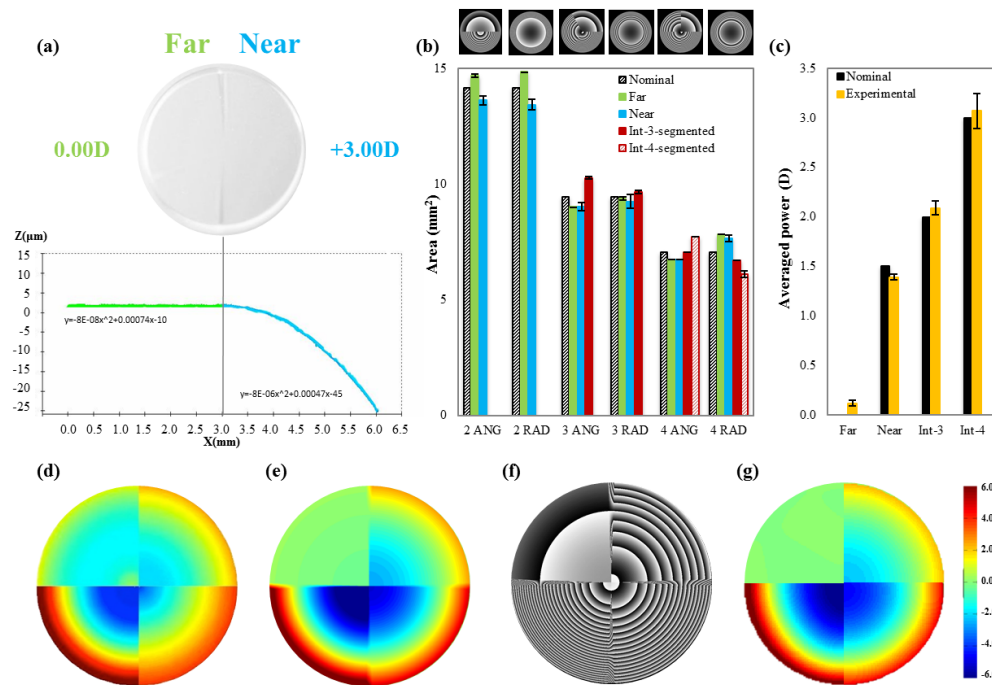 (a)
Far Near
0.00D
+3.00D
Z(μm)
15
10
5
0
-5
-10
-15
-20
-25
y=-8E-08x^2+0.00074x-10
y=-8E-06x^2+0.00047x-45
0.0 0.5 1.0 1.5 2.0 2.5 3.0 3.5 4.0 4.5 5.0 5.5 6.0 6.5
X(mm)
(b)
Area (mm²)
15
10
5
0
Nominal
Far
Near
Int-3-segmented
Int-4-segmented
2 ANG 2 RAD 3 ANG 3 RAD 4 ANG 4 RAD
(c)
Averaged power (D)
3.5
3.0
2.5
2.0
1.5
1.0
0.5
0.0
Nominal
Experimental
Far Near Int-3 Int-4
(d)
(e)
(f)
(g)
6.0
4.0
2.0
0
-2.0
-4.0
-6.0